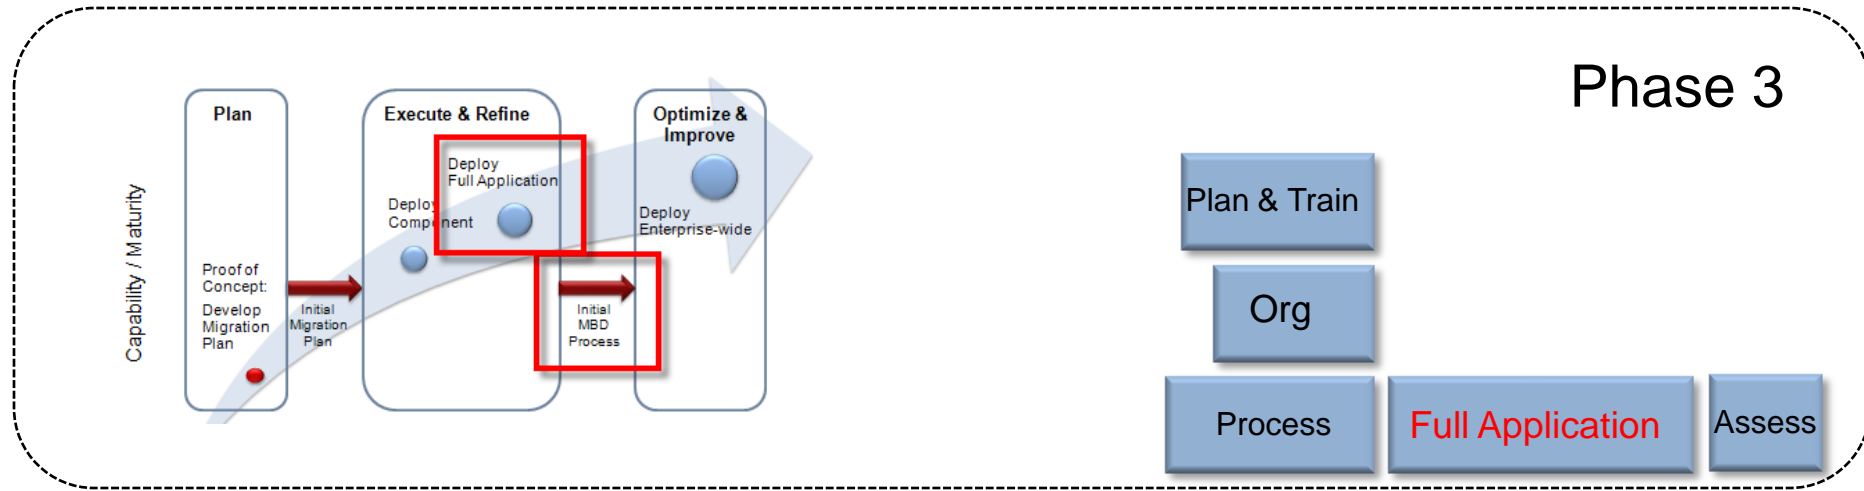 Phase 3
Plan
Execute & Refine
Optimize &
Improve
Deploy
Full Application
Deploy
Component
Deploy
Enterprise-wide
Capability / Maturity
Proof of
Concept:
Develop
Migration
Plan
Initial
Migration
Plan
Initial
MBD
Process
Plan & Train
Org
Process
Full Application
Assess